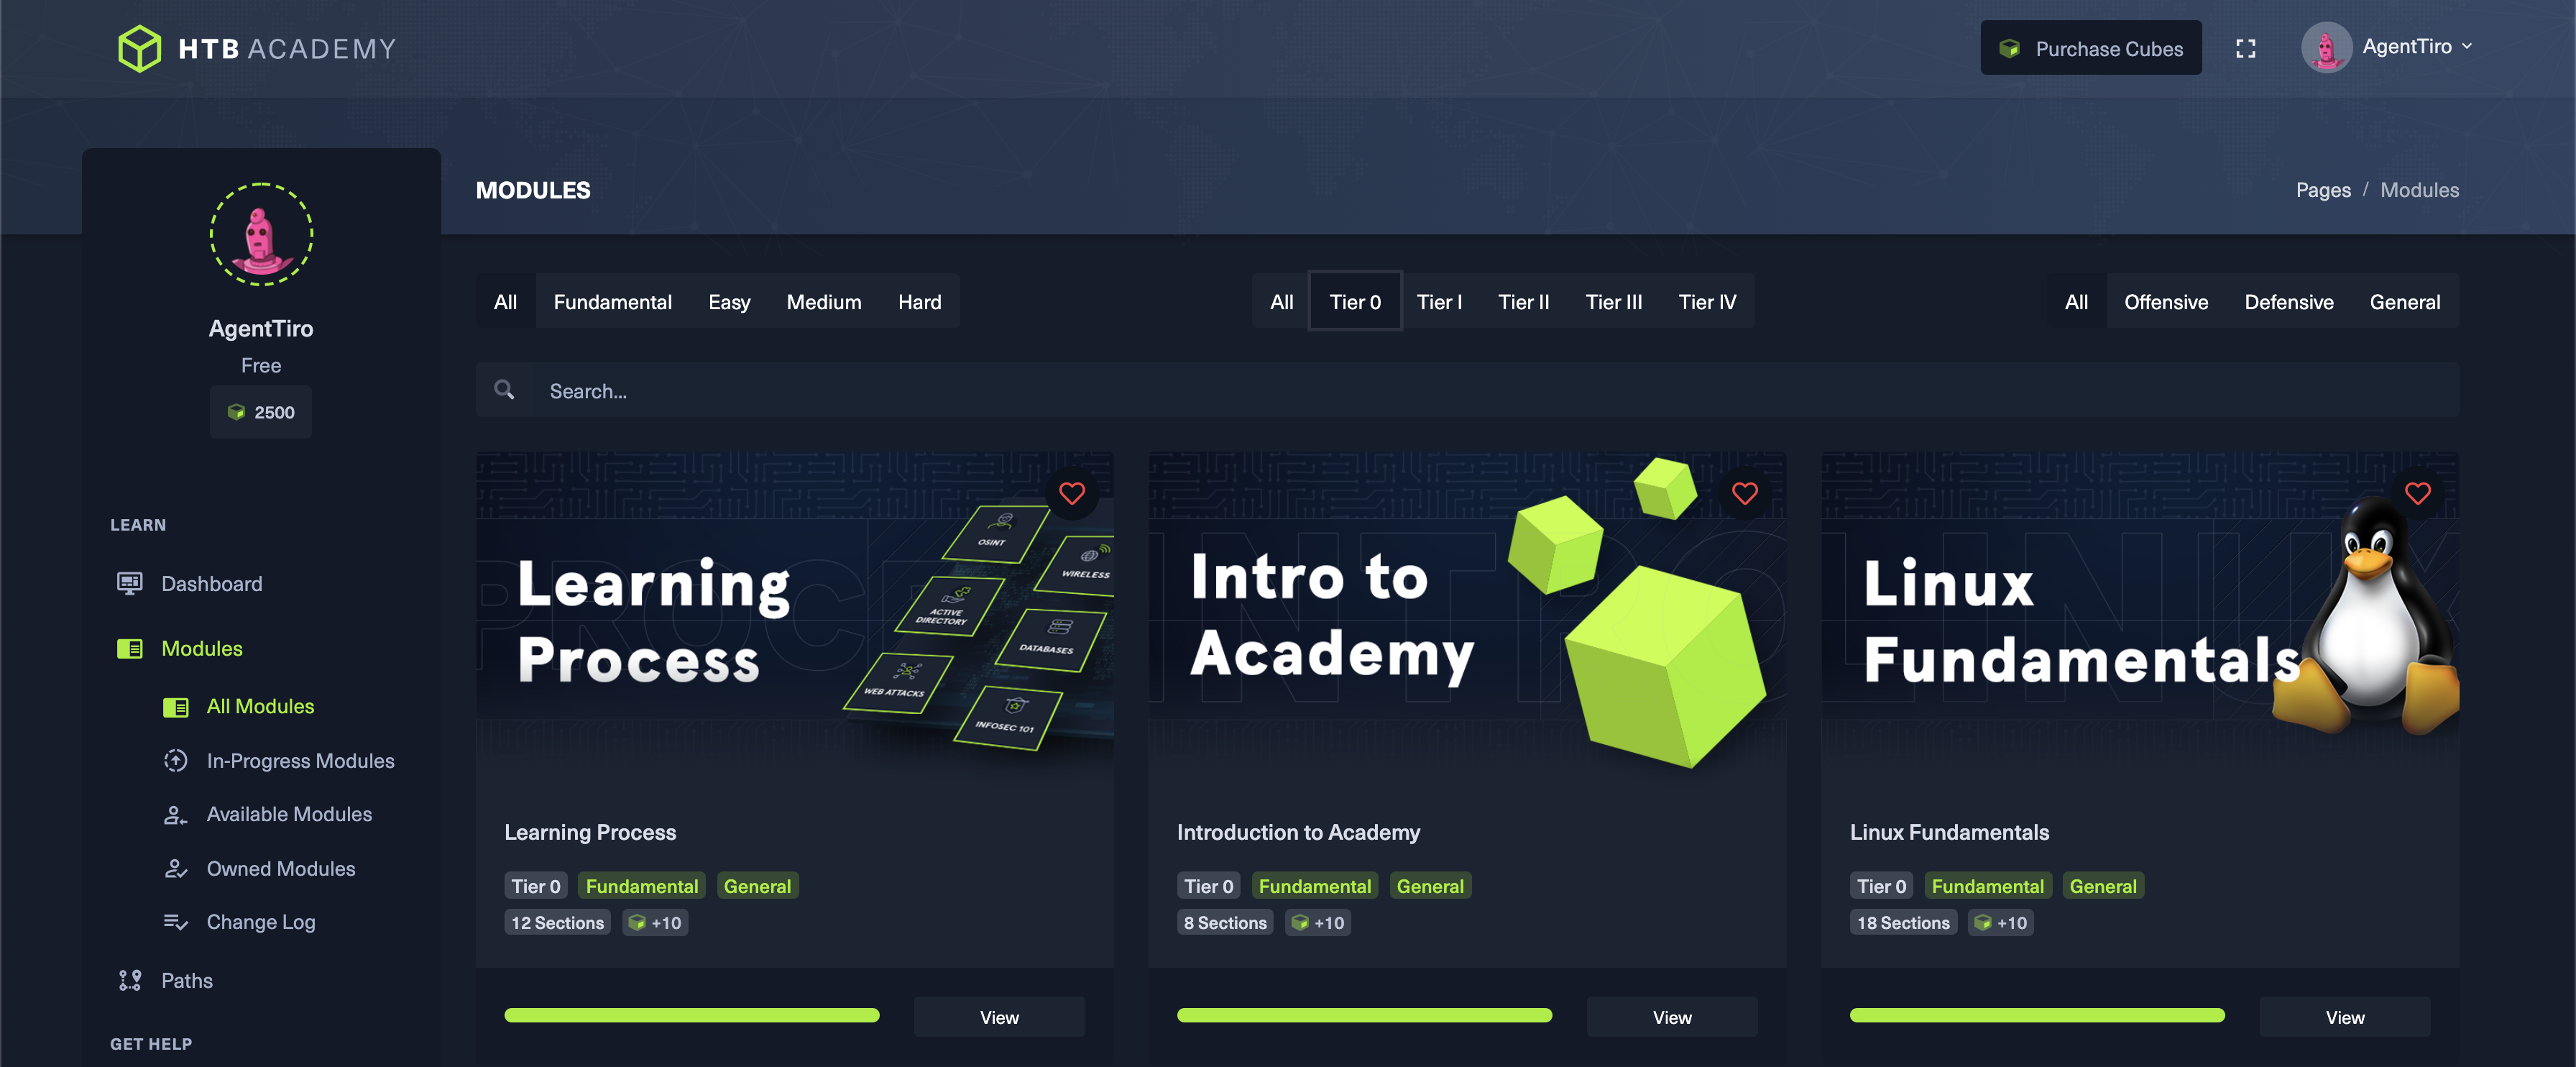 HTB ACADEMY
Purchase Cubes
AgentTiro
MODULES
Pages / Modules
AgentTiro
Free
2500
LEARN
Dashboard
Modules
All Modules
In-Progress Modules
Available Modules
Owned Modules
Change Log
Paths
GET HELP
All Fundamental Easy Medium Hard
All Tier 0 Tier I Tier II Tier III Tier IV
All Offensive Defensive General
Search...
Learning
Process
OSINT
WIRELESS
ACTIVE
DIRECTORY
DATABASES
WEB ATTACKS
INFOSEC 101
Learning Process
Tier 0 Fundamental General
12 Sections +10
View
Intro to
Academy
Introduction to Academy
Tier 0 Fundamental General
8 Sections +10
View
Linux
Fundamentals
Linux Fundamentals
Tier 0 Fundamental General
18 Sections +10
View